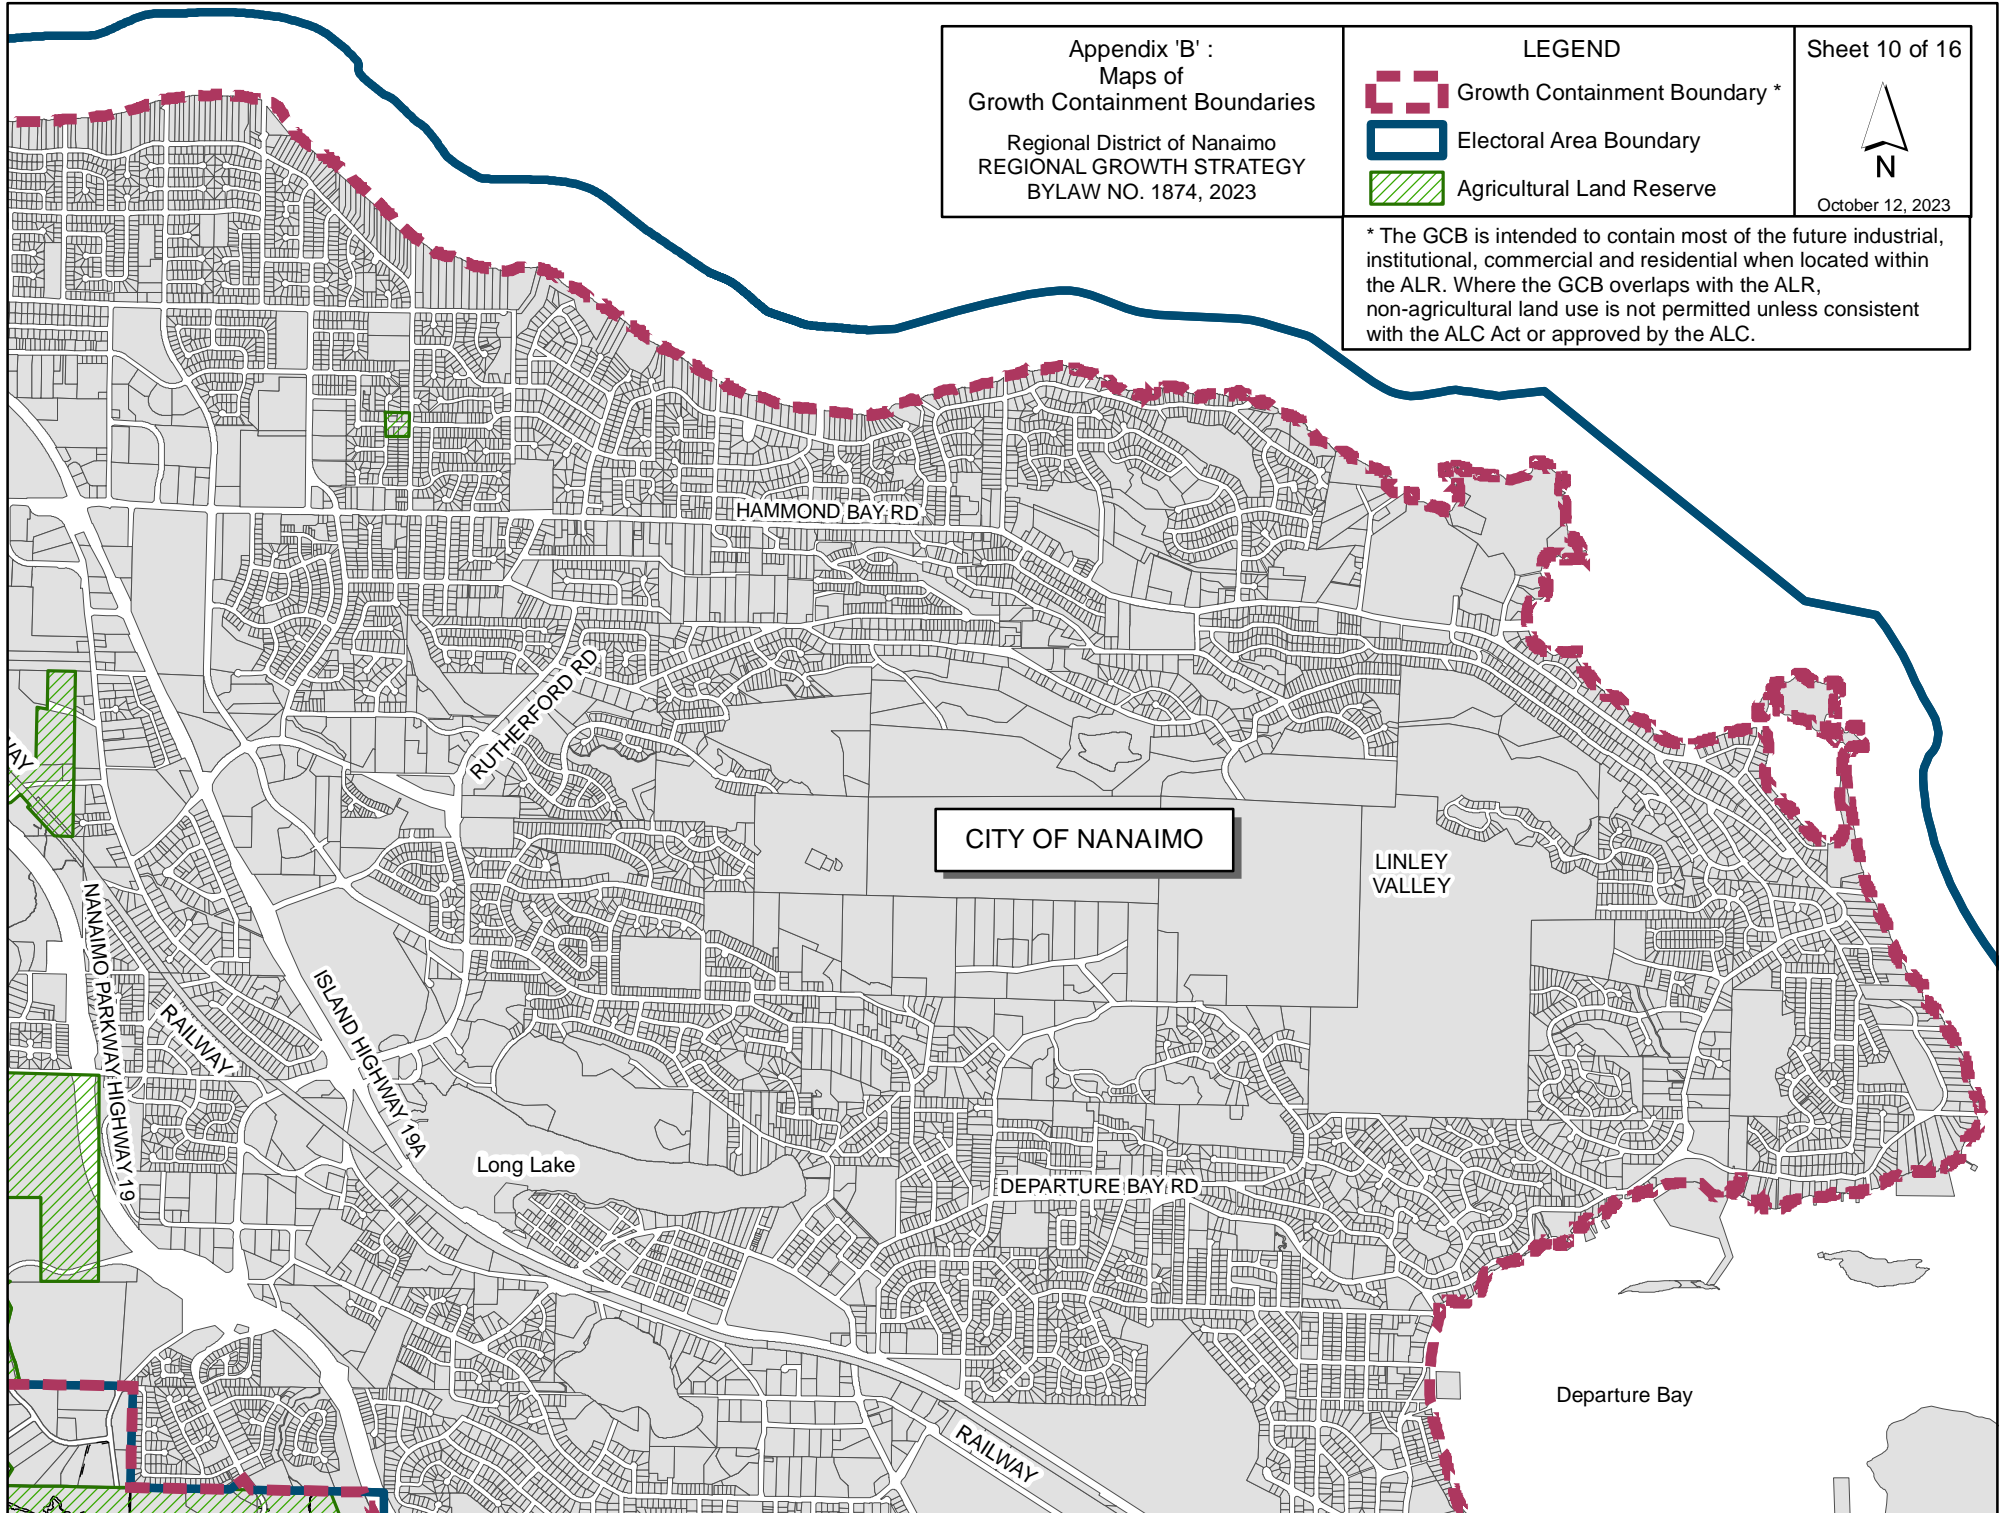 Appendix 'B' :
Maps of
Growth Containment Boundaries
Regional District of Nanaimo
REGIONAL GROWTH STRATEGY
BYLAW NO. 1874, 2023
LEGEND
Growth Containment Boundary *
Electoral Area Boundary
Agricultural Land Reserve
Sheet 10 of 16
N
October 12, 2023
* The GCB is intended to contain most of the future industrial,
institutional, commercial and residential when located within
the ALR. Where the GCB overlaps with the ALR,
non-agricultural land use is not permitted unless consistent
with the ALC Act or approved by the ALC.
HAMMOND BAY RD
RUTHERFORD RD
CITY OF NANAIMO
LINLEY
VALLEY
NANAIMO PARKWAY HIGHWAY 19
RAILWAY
ISLAND HIGHWAY 19A
Long Lake
DEPARTURE BAY RD
Departure Bay
RAILWAY